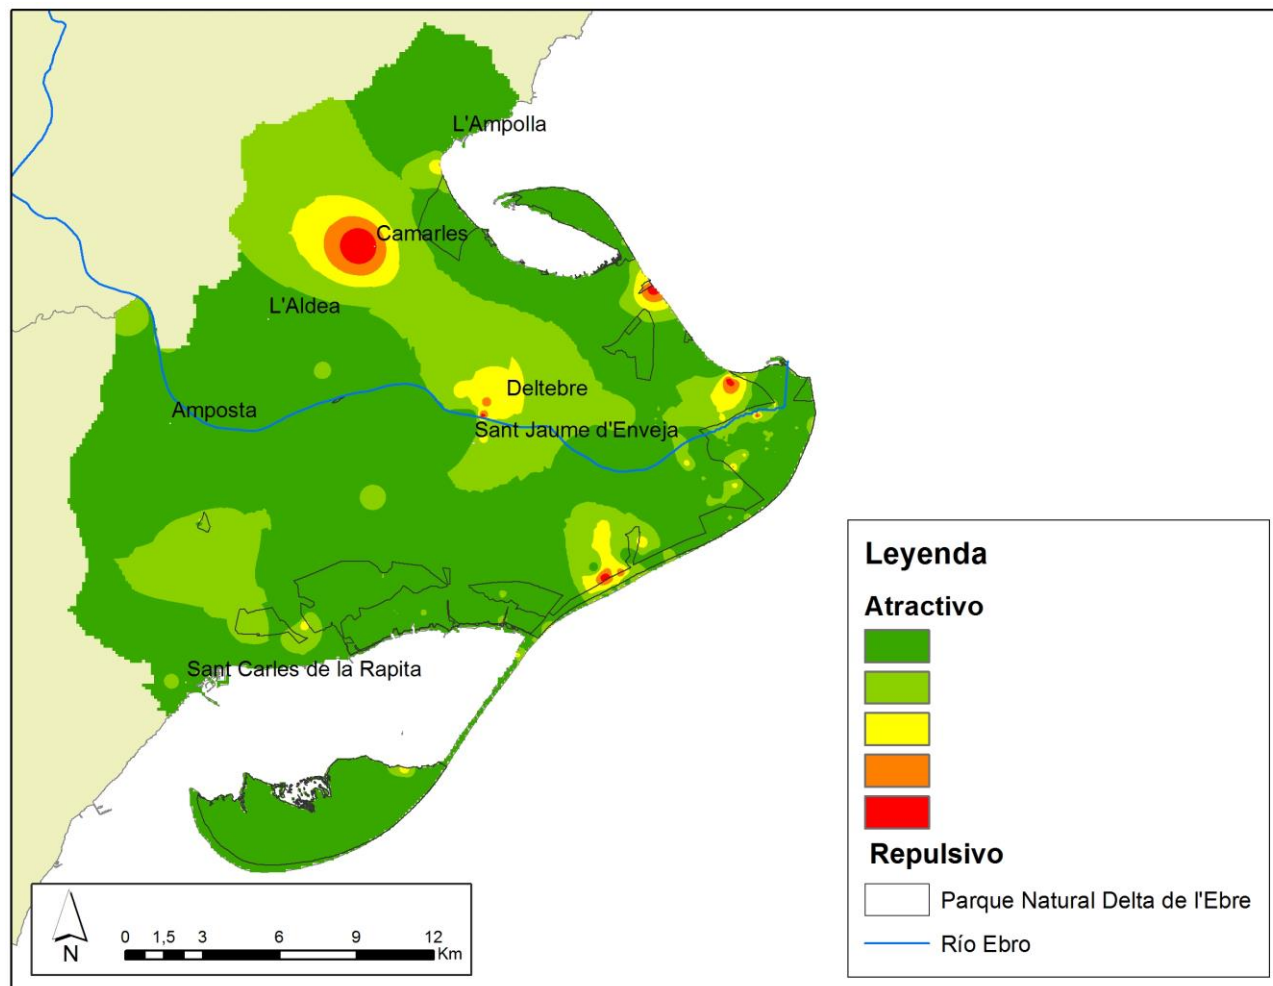 L'Ampolla
Camarles
L'Aldea
Deltebre
Amposta
Sant Jaume d'Enveja
Sant Carles de la Rapita
Leyenda
Atractivo
Repulsivo
Parque Natural Delta de l'Ebre
Río Ebro
N
0 1,5 3 6 9 12
Km